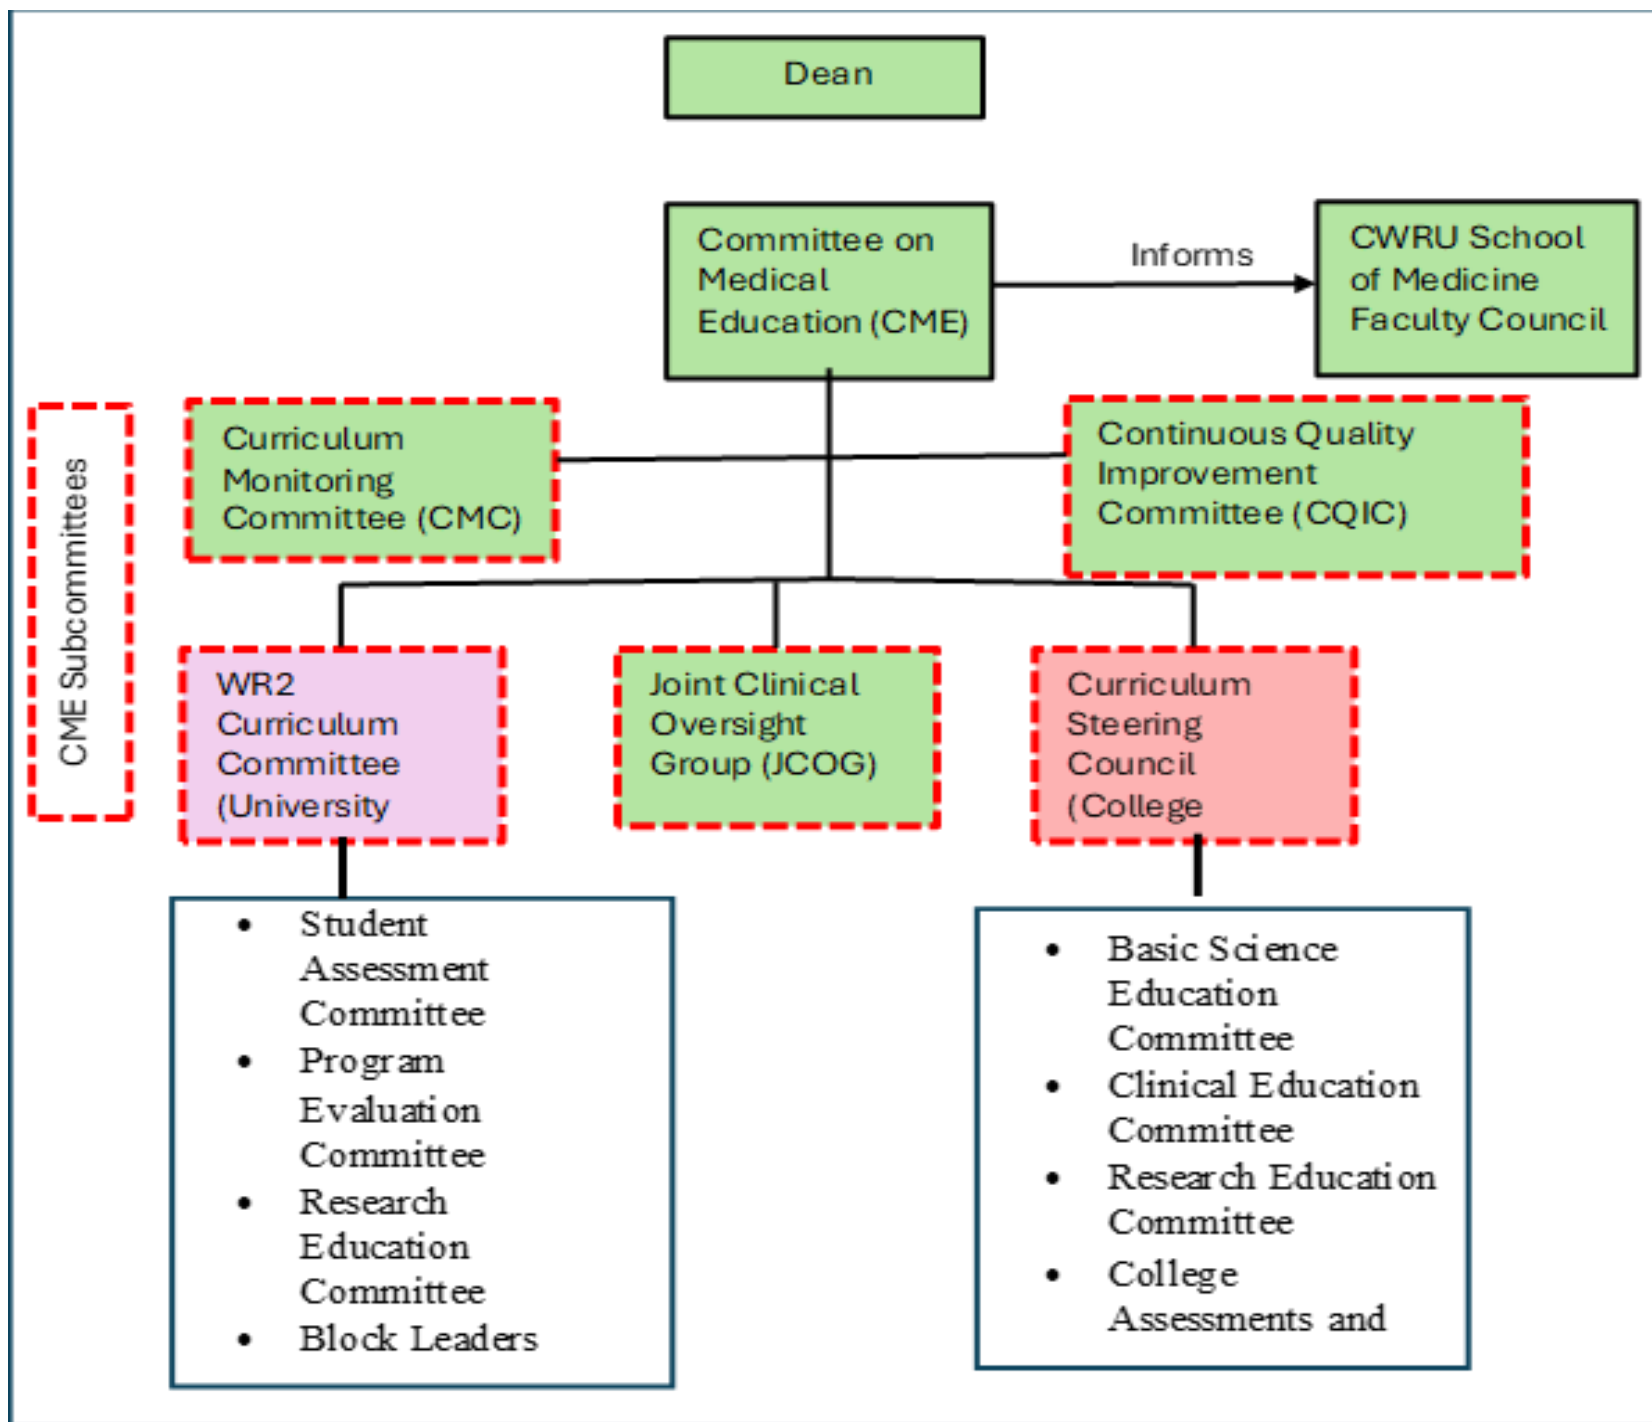 Dean
Committee on
Medical
Education (CME)
Informs
CWRU School
of Medicine
Faculty Council
CME Subcommittees
Curriculum
Monitoring
Committee (CMC)
Continuous Quality
Improvement
Committee (CQIC)
WR2
Curriculum
Committee
(University
Joint Clinical
Oversight
Group (JCOG)
Curriculum
Steering
Council
(College
• Student
Assessment
Committee
• Program
Evaluation
Committee
• Research
Education
Committee
• Block Leaders
• Basic Science
Education
Committee
• Clinical Education
Committee
• Research Education
Committee
• College
Assessments and